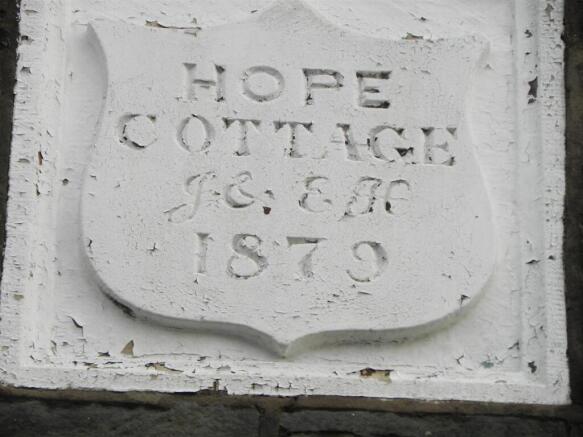 HOPE
COTTAGE
J & E H
1879